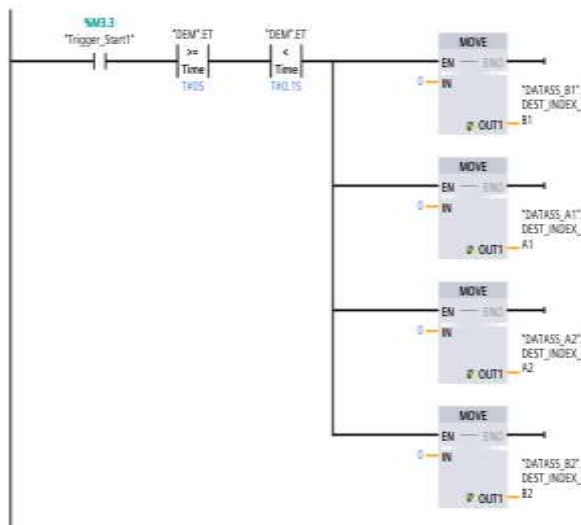 %M3.3
"Trigger_Start1"
"DEM".ET
>=
Time
T#0S
"DEM".ET
<
Time
T#0.1S
MOVE
EN ENO
0 IN
OUT1
"DATASS_B1".
DEST_INDEX_
B1
MOVE
EN ENO
0 IN
OUT1
"DATASS_A1".
DEST_INDEX_
A1
MOVE
EN ENO
0 IN
OUT1
"DATASS_A2".
DEST_INDEX_
A2
MOVE
EN ENO
0 IN
OUT1
"DATASS_B2".
DEST_INDEX_
B2